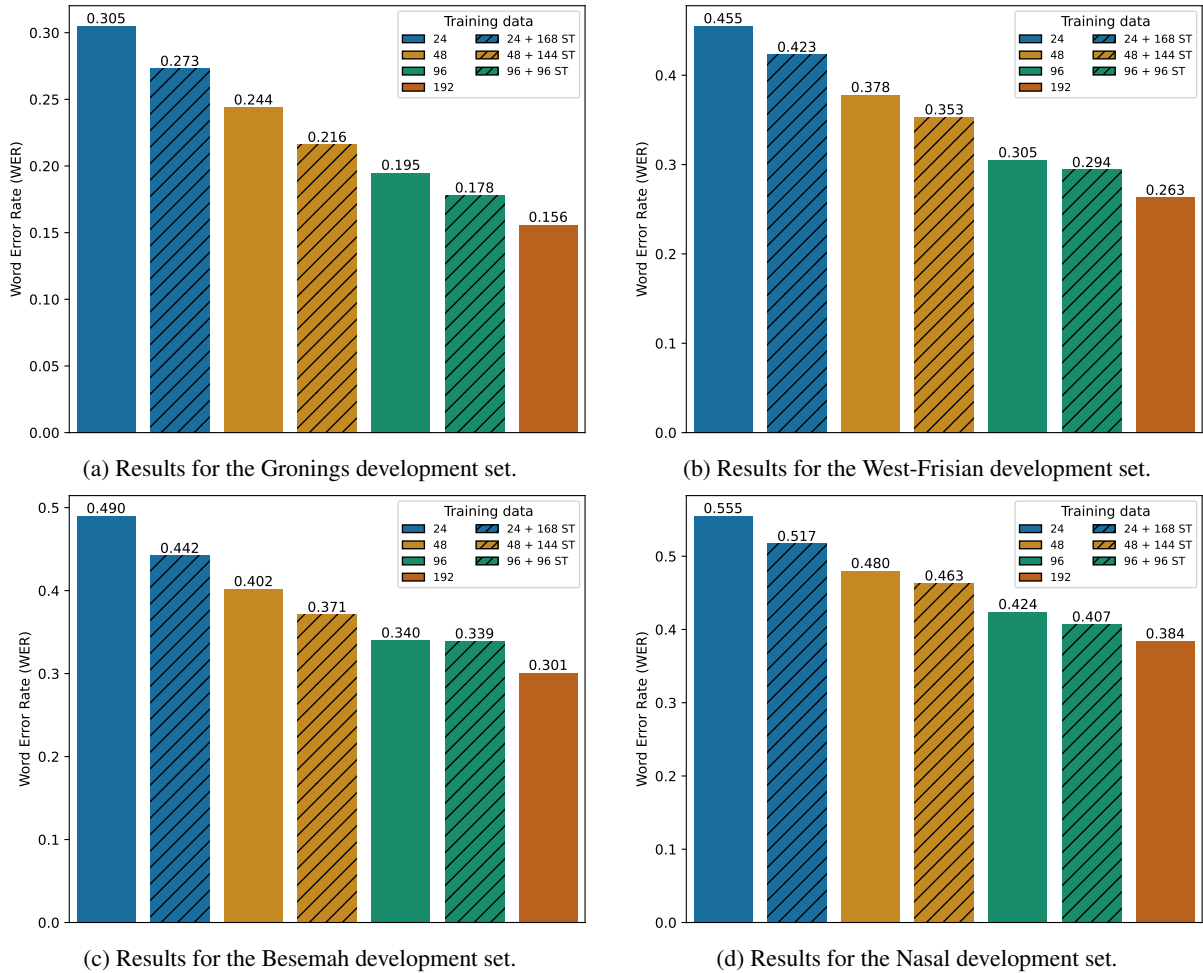 0.305
0.273
0.244
0.216
0.195
0.178
0.156
Training data
24
48
96
192
24 + 168 ST
48 + 144 ST
96 + 96 ST
Word Error Rate (WER)
0.30
0.25
0.20
0.15
0.10
0.05
0.00
(a) Results for the Gronings development set.
0.455
0.423
0.378
0.353
0.305
0.294
0.263
Training data
24
48
96
192
24 + 168 ST
48 + 144 ST
96 + 96 ST
Word Error Rate (WER)
0.4
0.3
0.2
0.1
0.0
(b) Results for the West-Frisian development set.
0.490
0.442
0.402
0.371
0.340
0.339
0.301
Training data
24
48
96
192
24 + 168 ST
48 + 144 ST
96 + 96 ST
Word Error Rate (WER)
0.5
0.4
0.3
0.2
0.1
0.0
(c) Results for the Besemah development set.
0.555
0.517
0.480
0.463
0.424
0.407
0.384
Training data
24
48
96
192
24 + 168 ST
48 + 144 ST
96 + 96 ST
Word Error Rate (WER)
0.5
0.4
0.3
0.2
0.1
0.0
(d) Results for the Nasal development set.